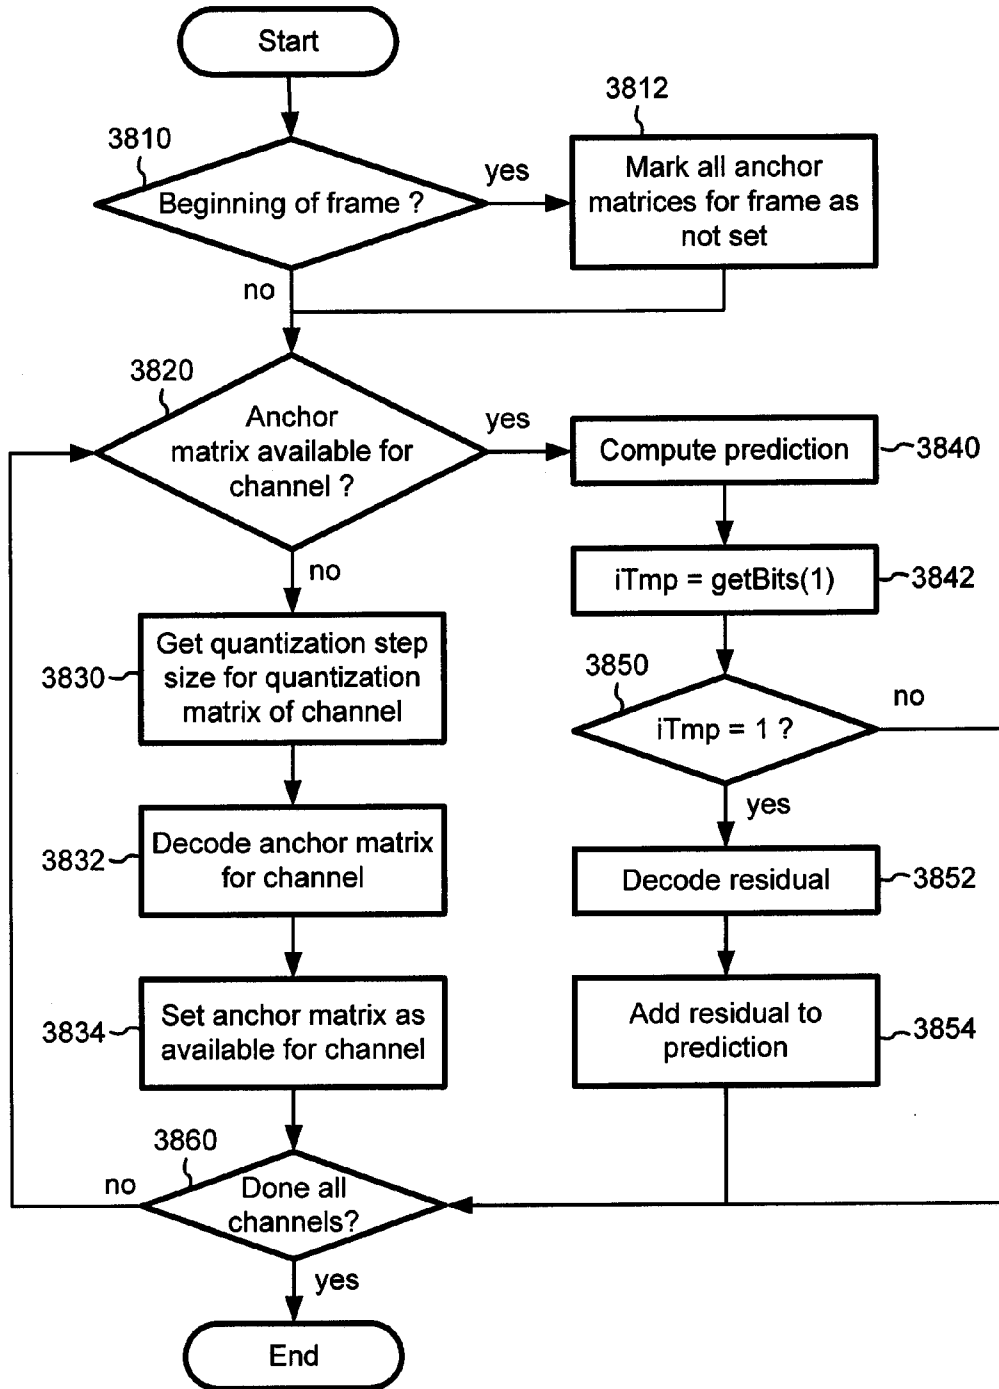 Start
3810
Beginning of frame ?
yes
3812
Mark all anchor
matrices for frame as
not set
no
3820
Anchor
matrix available for
channel ?
yes
Compute prediction
3840
iTmp = getBits(1)
3842
no
Get quantization step
size for quantization
matrix of channel
3830
3850
iTmp = 1 ?
no
yes
Decode anchor matrix
for channel
3832
Decode residual
3852
Set anchor matrix as
available for channel
3834
Add residual to
prediction
3854
3860
Done all
channels?
no
yes
End